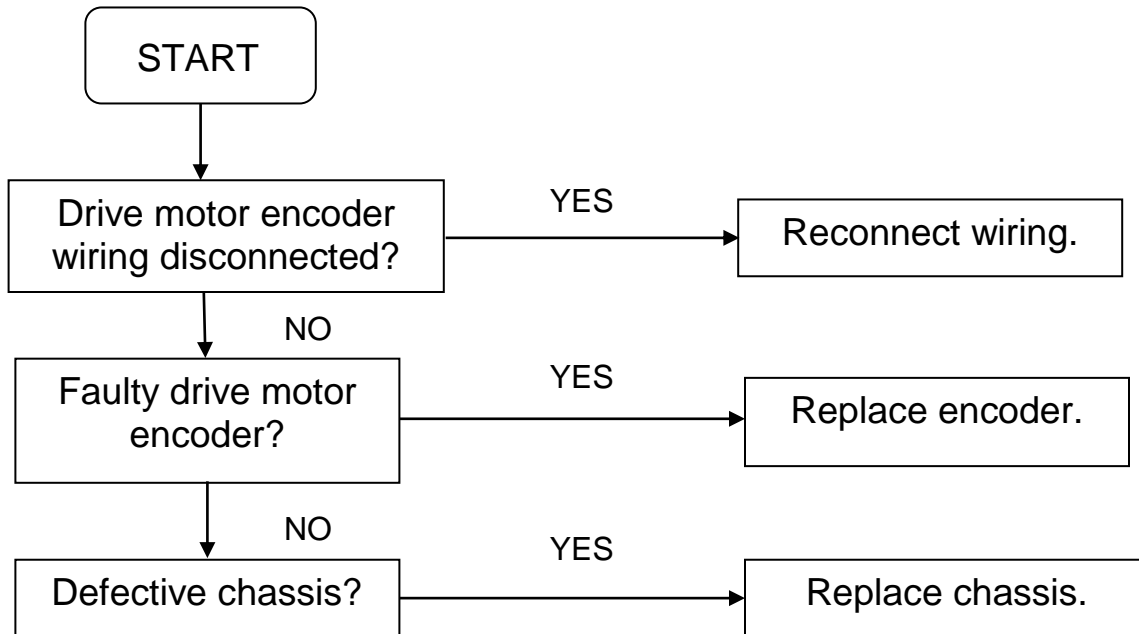 START
Drive motor encoder
wiring disconnected?
YES
Reconnect wiring.
NO
Faulty drive motor
encoder?
YES
Replace encoder.
NO
Defective chassis?
YES
Replace chassis.